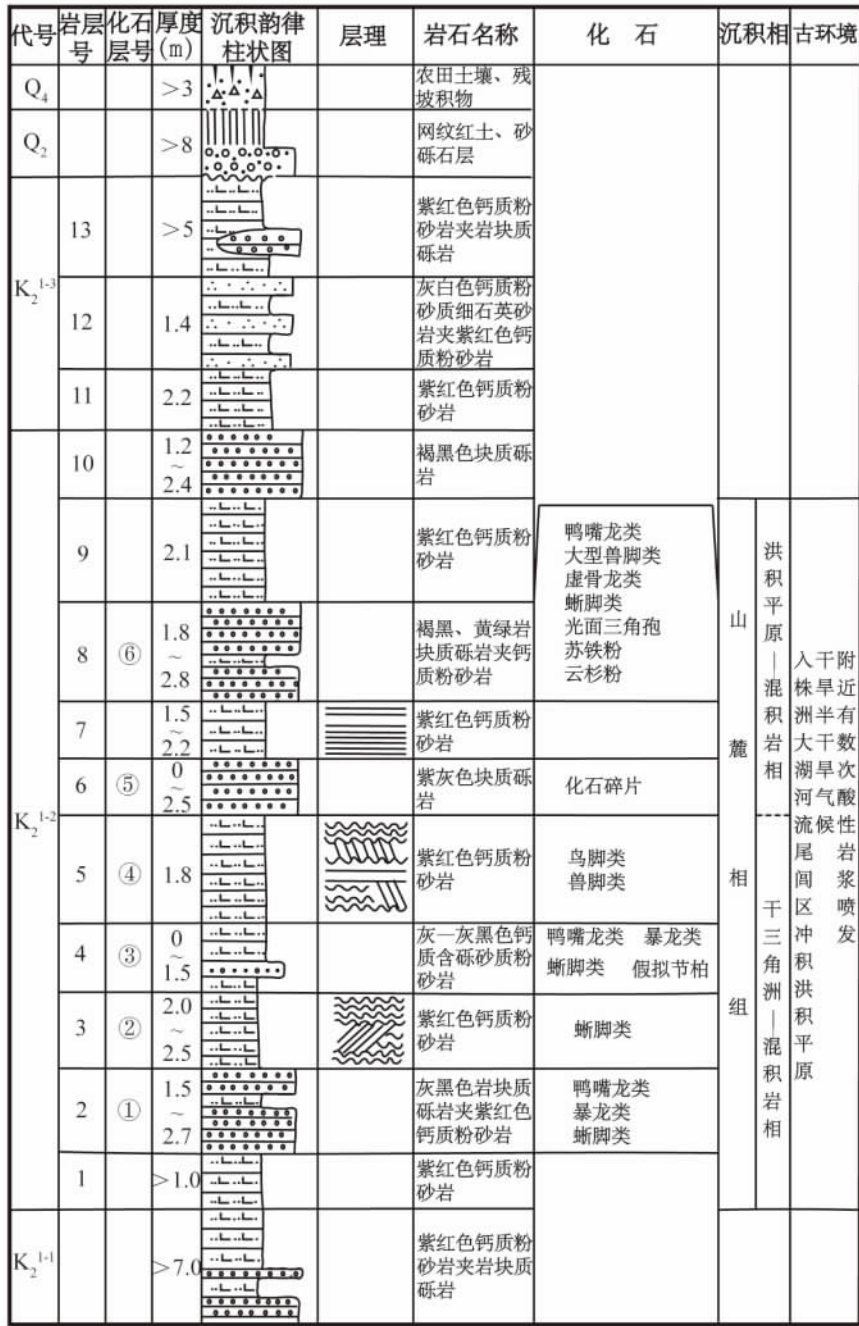 代号 岩层号 化石层号 厚度(m) 沉积韵律柱状图 层理 岩石名称 化 石 沉积相 古环境
Q₄ >3 农田土壤、残
坡积物
Q₂ >8 网纹红土、砂
砾石层
K₂¹⁻³
13 >5 紫红色钙质粉
砂岩夹岩块质
砾岩
12 1.4 灰白色钙质粉
砂质细石英砂
岩夹紫红色钙
质粉砂岩
11 2.2 紫红色钙质粉
砂岩
K₂¹⁻²
10 1.2~2.4 褐黑色块质砾
岩
9 2.1 紫红色钙质粉
砂岩
8 ⑥ 1.8~2.8 褐黑、黄绿岩
块质砾岩夹钙
质粉砂岩
鸭嘴龙类
大型兽脚类
虚骨龙类
蜥脚类
光面三角孢
苏铁粉
云杉粉
7 1.5~2.2 紫红色钙质粉
砂岩
6 ⑤ 0~2.5 紫灰色块质砾
岩
化石碎片
5 ④ 1.8 紫红色钙质粉
砂岩
鸟脚类
兽脚类
4 ③ 0~1.5 灰—灰黑色钙
质含砾砂质粉
砂岩
鸭嘴龙类 暴龙类
蜥脚类 假拟节柏
3 ② 2.0~2.5 紫红色钙质粉
砂岩
蜥脚类
2 ① 1.5~2.7 灰黑色岩块质
砾岩夹紫红色
钙质粉砂岩
鸭嘴龙类
暴龙类
蜥脚类
1 >1.0 紫红色钙质粉
砂岩
K₂¹⁻¹ >7.0 紫红色钙质粉
砂岩夹岩块质
砾岩
山麓相组
洪积平原—混积岩相
干三角洲—混积岩相
附近有数次酸性岩浆喷发
干旱半干旱气候
入株洲大湖河流尾闾区冲积洪积平原